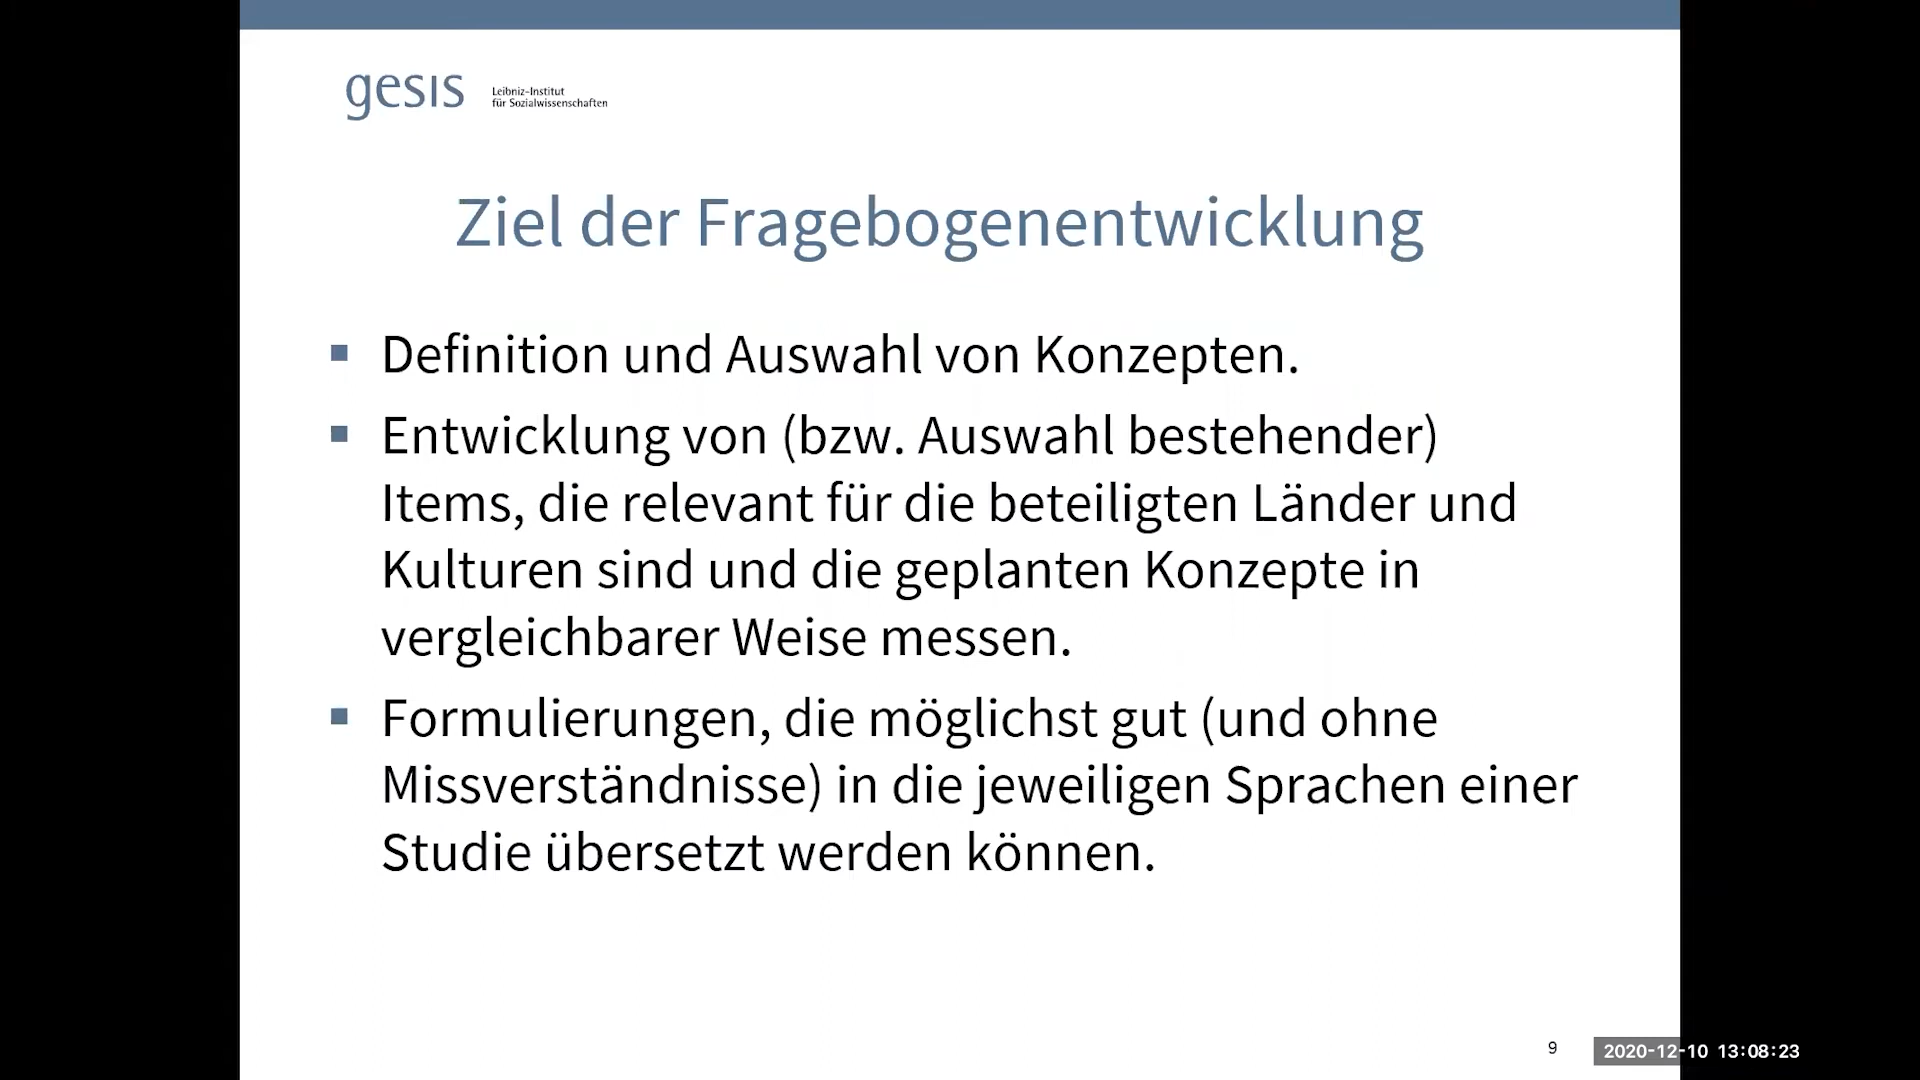 gesis
Leibniz-Institut
für Sozialwissenschaften
Ziel der Fragebogenentwicklung
Definition und Auswahl von Konzepten.
Entwicklung von (bzw. Auswahl bestehender)
Items, die relevant für die beteiligten Länder und
Kulturen sind und die geplanten Konzepte in
vergleichbarer Weise messen.
Formulierungen, die möglichst gut (und ohne
Missverständnisse) in die jeweiligen Sprachen einer
Studie übersetzt werden können.
9
2020-12-10 13:08:23